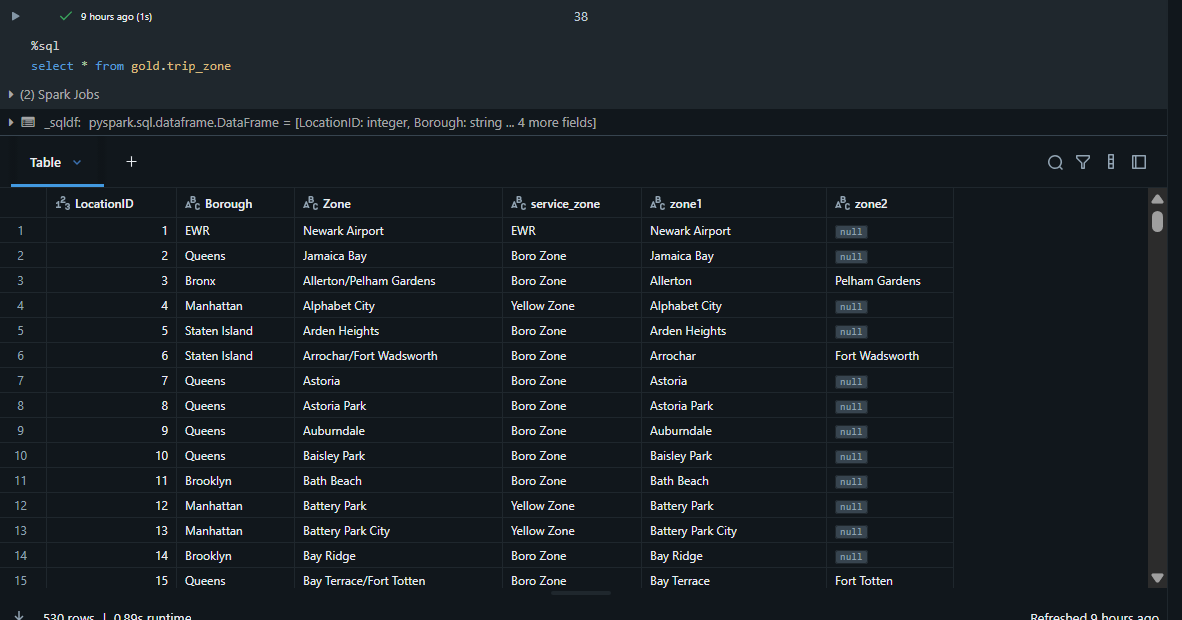 9 hours ago (1s)
38
%sql
select * from gold.trip_zone
(2) Spark Jobs
_sqldf: pyspark.sql.dataframe.DataFrame = [LocationID: integer, Borough: string ... 4 more fields]
Table +
123 LocationID ABC Borough ABC Zone ABC service_zone ABC zone1 ABC zone2
1 1 EWR Newark Airport EWR Newark Airport null
2 2 Queens Jamaica Bay Boro Zone Jamaica Bay null
3 3 Bronx Allerton/Pelham Gardens Boro Zone Allerton Pelham Gardens
4 4 Manhattan Alphabet City Yellow Zone Alphabet City null
5 5 Staten Island Arden Heights Boro Zone Arden Heights null
6 6 Staten Island Arrochar/Fort Wadsworth Boro Zone Arrochar Fort Wadsworth
7 7 Queens Astoria Boro Zone Astoria null
8 8 Queens Astoria Park Boro Zone Astoria Park null
9 9 Queens Auburndale Boro Zone Auburndale null
10 10 Queens Baisley Park Boro Zone Baisley Park null
11 11 Brooklyn Bath Beach Boro Zone Bath Beach null
12 12 Manhattan Battery Park Yellow Zone Battery Park null
13 13 Manhattan Battery Park City Yellow Zone Battery Park City null
14 14 Brooklyn Bay Ridge Boro Zone Bay Ridge null
15 15 Queens Bay Terrace/Fort Totten Boro Zone Bay Terrace Fort Totten
530 rows | 0.89s runtime Refreshed 9 hours ago